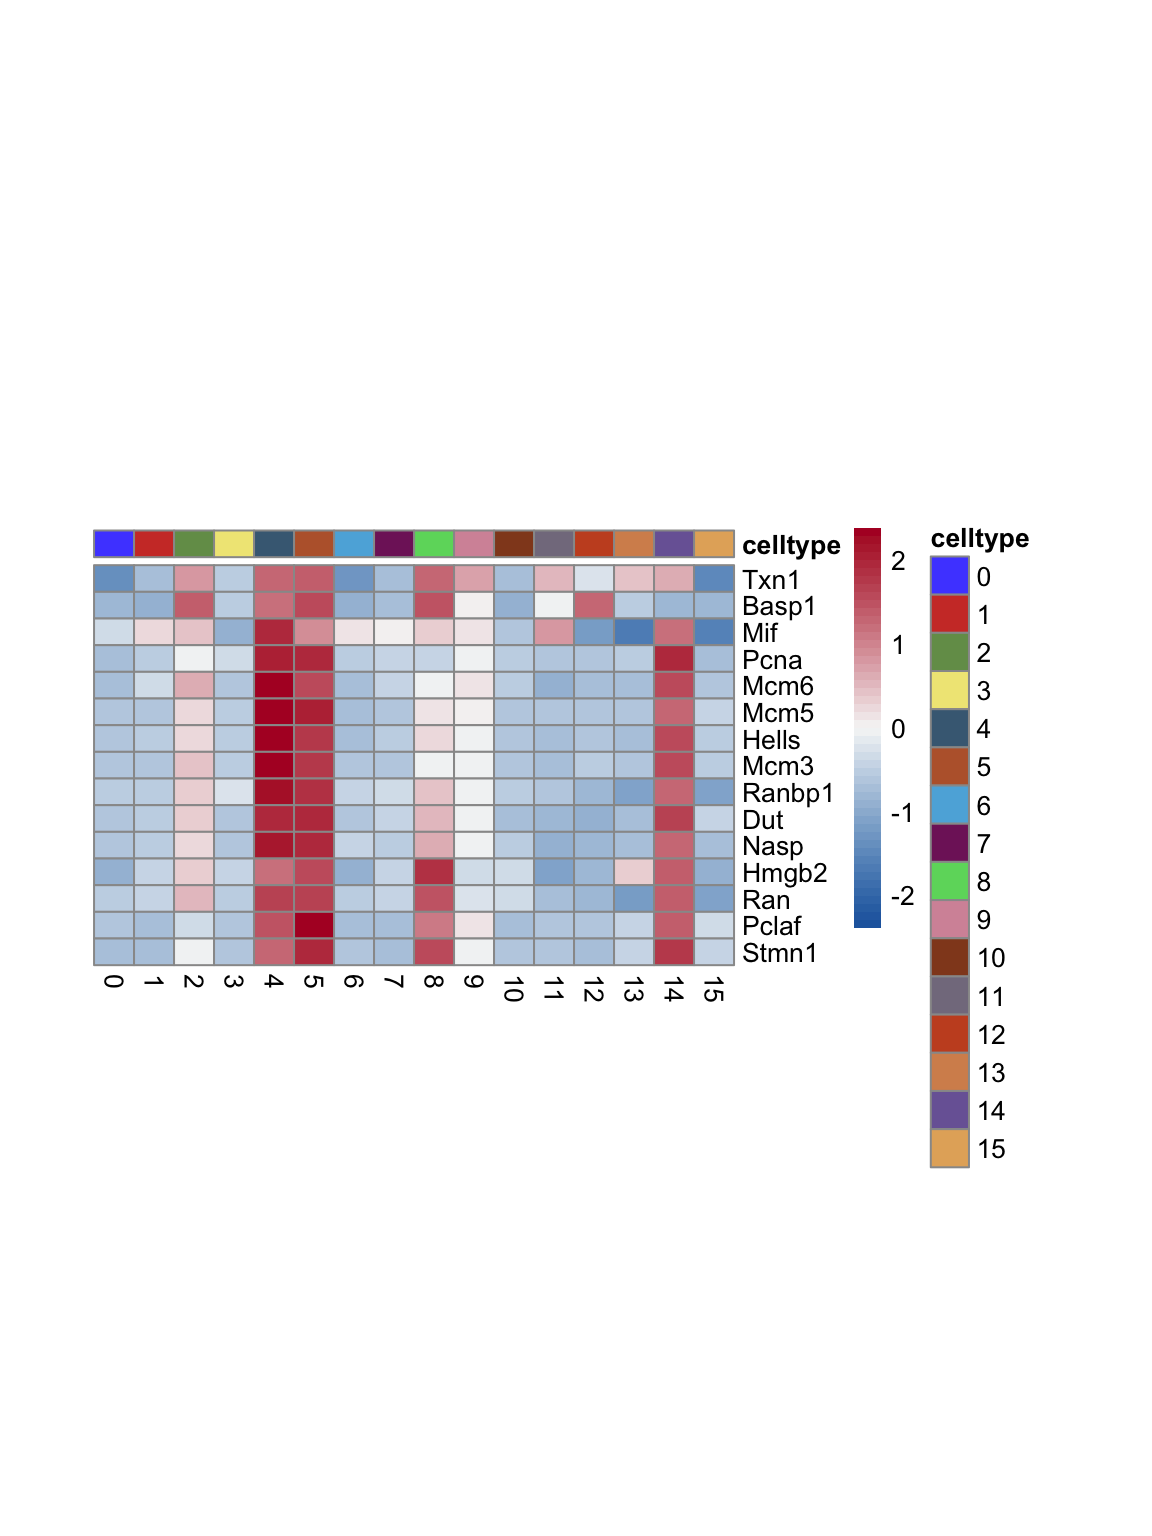 celltype
Txn1
Basp1
Mif
Pcna
Mcm6
Mcm5
Hells
Mcm3
Ranbp1
Dut
Nasp
Hmgb2
Ran
Pclaf
Stmn1
0 1 2 3 4 5 6 7 8 9 10 11 12 13 14 15
2
1
0
-1
-2
celltype
0
1
2
3
4
5
6
7
8
9
10
11
12
13
14
15